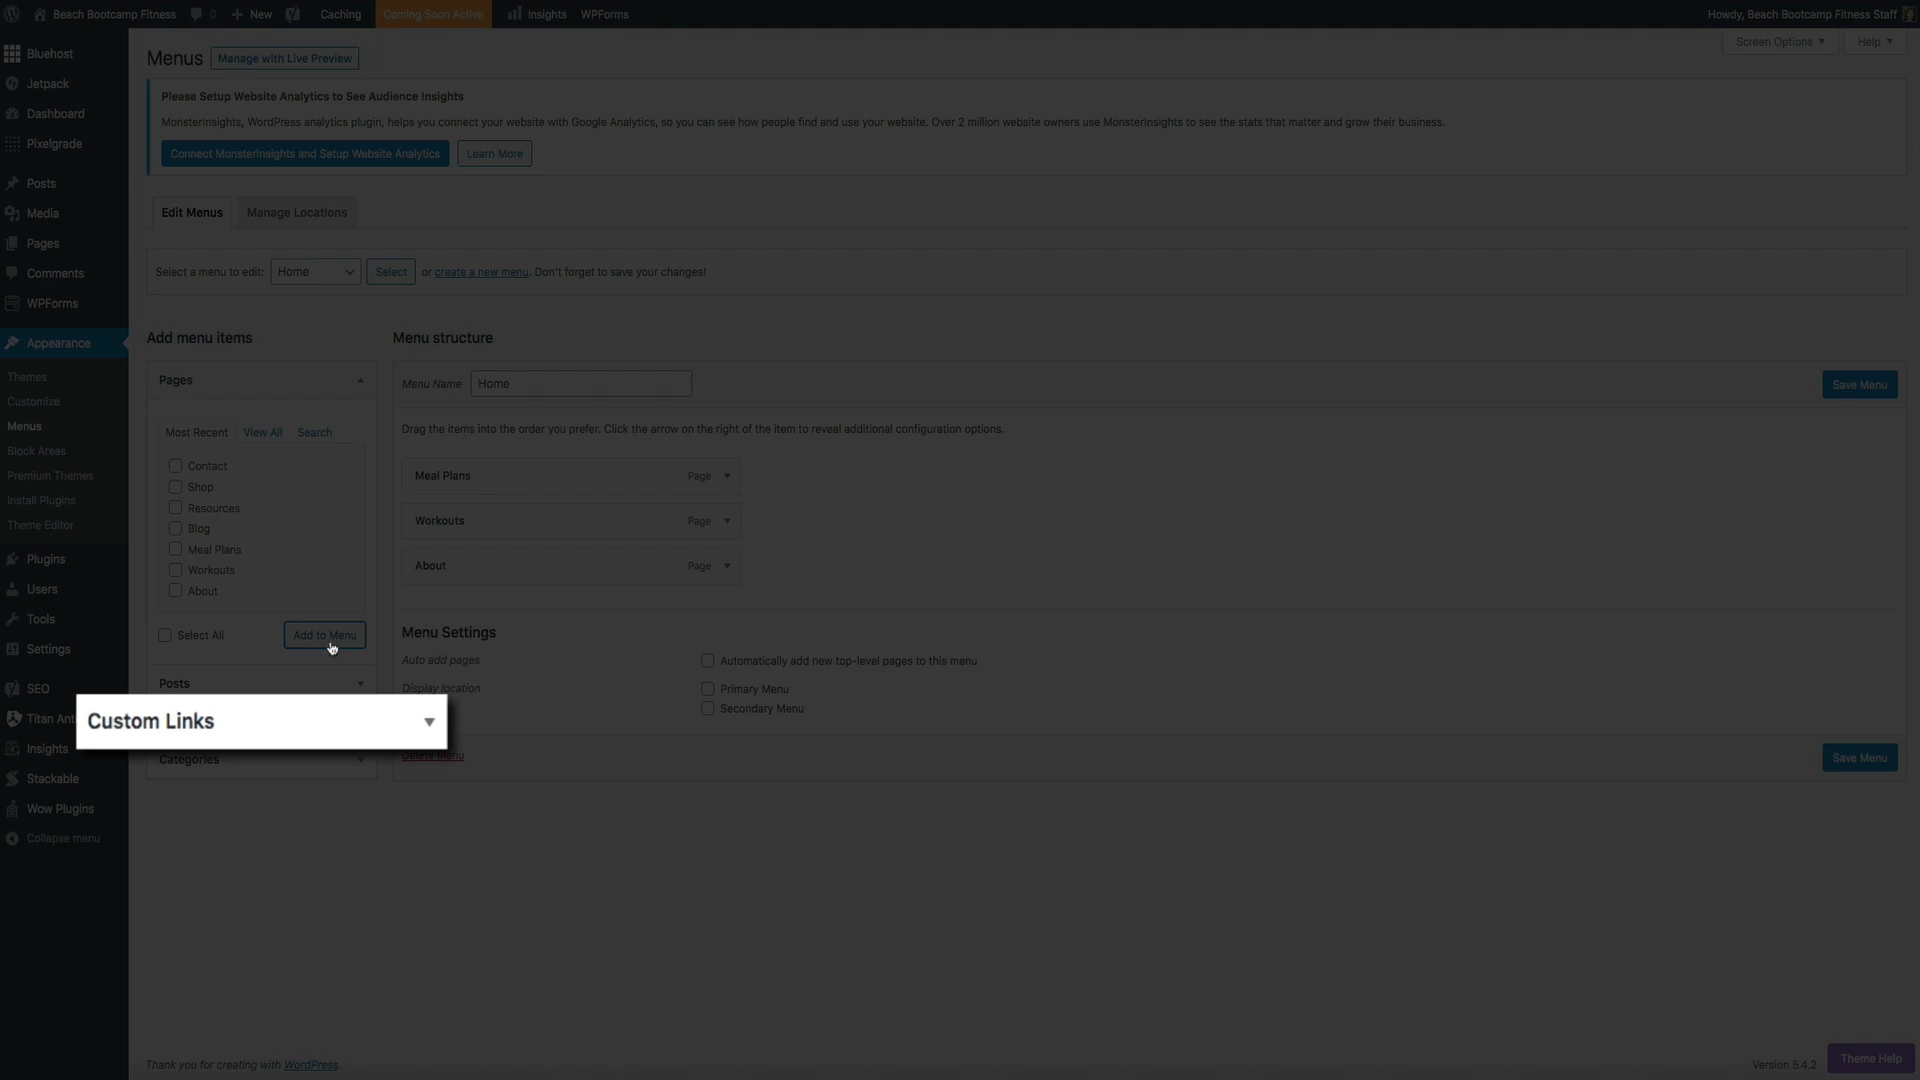 Beach Bootcamp Fitness 0 New Caching Coming Soon Active Insights WPForms Howdy, Beach Bootcamp Fitness Staff
Screen Options Help
Bluehost
Jetpack
Dashboard
Pixelgrade
Posts
Media
Pages
Comments
WPForms
Appearance
Themes
Customize
Menus
Block Areas
Premium Themes
Install Plugins
Theme Editor
Plugins
Users
Tools
Settings
SEO
Titan
Insights
Stackable
Wow Plugins
Collapse menu
Menus Manage with Live Preview
Please Setup Website Analytics to See Audience Insights
MonsterInsights, WordPress analytics plugin, helps you connect your website with Google Analytics, so you can see how people find and use your website. Over 2 million website owners use MonsterInsights to see the stats that matter and grow their business.
Connect MonsterInsights and Setup Website Analytics Learn More
Edit Menus Manage Locations
Select a menu to edit: Home Select or create a new menu. Don't forget to save your changes!
Add menu items
Pages
Most Recent View All Search
Contact
Shop
Resources
Blog
Meal Plans
Workouts
About
Select All Add to Menu
Posts
Custom Links
Categories
Menu structure
Menu Name Home Save Menu
Drag the items into the order you prefer. Click the arrow on the right of the item to reveal additional configuration options.
Meal Plans Page
Workouts Page
About Page
Menu Settings
Auto add pages Automatically add new top-level pages to this menu
Display location Primary Menu
Secondary Menu
Delete Menu Save Menu
Thank you for creating with WordPress. Version 5.4.2 Theme Help